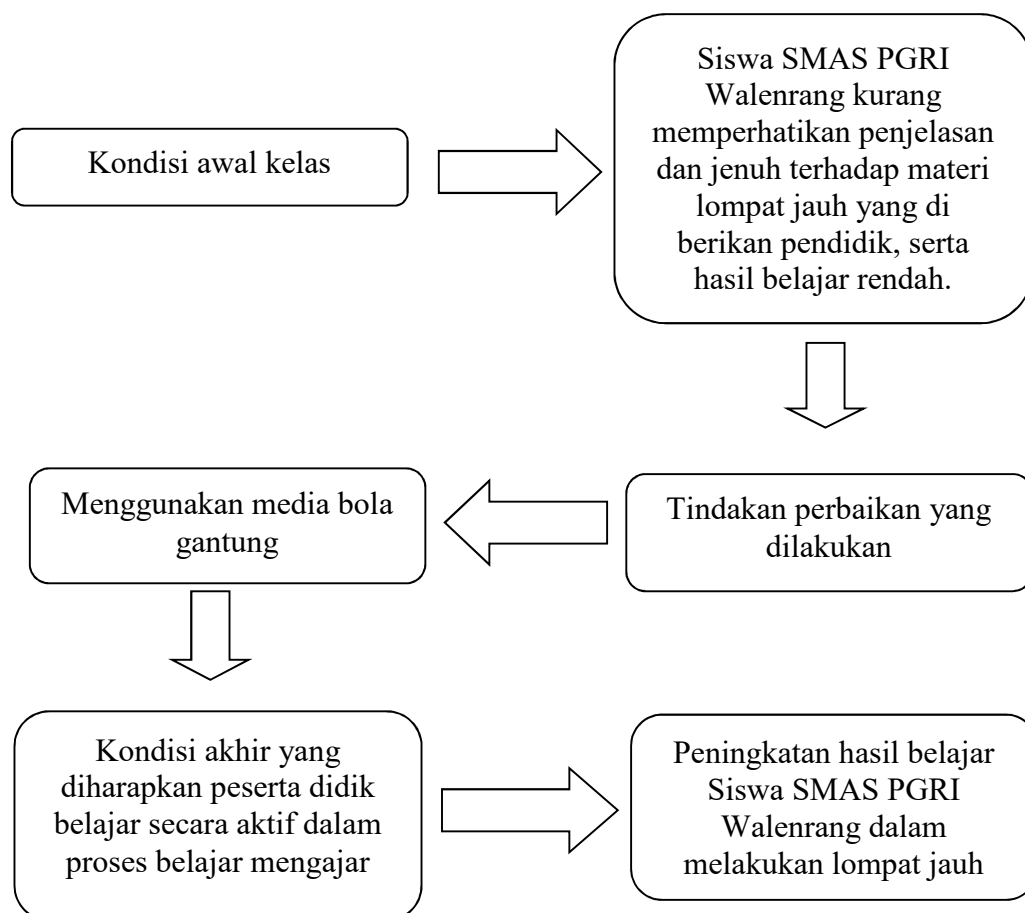 Kondisi awal kelas
Siswa SMAS PGRI
Walenrang kurang
memperhatikan penjelasan
dan jenuh terhadap materi
lompat jauh yang di
berikan pendidik, serta
hasil belajar rendah.
Tindakan perbaikan yang
dilakukan
Menggunakan media bola
gantung
Kondisi akhir yang
diharapkan peserta didik
belajar secara aktif dalam
proses belajar mengajar
Peningkatan hasil belajar
Siswa SMAS PGRI
Walenrang dalam
melakukan lompat jauh